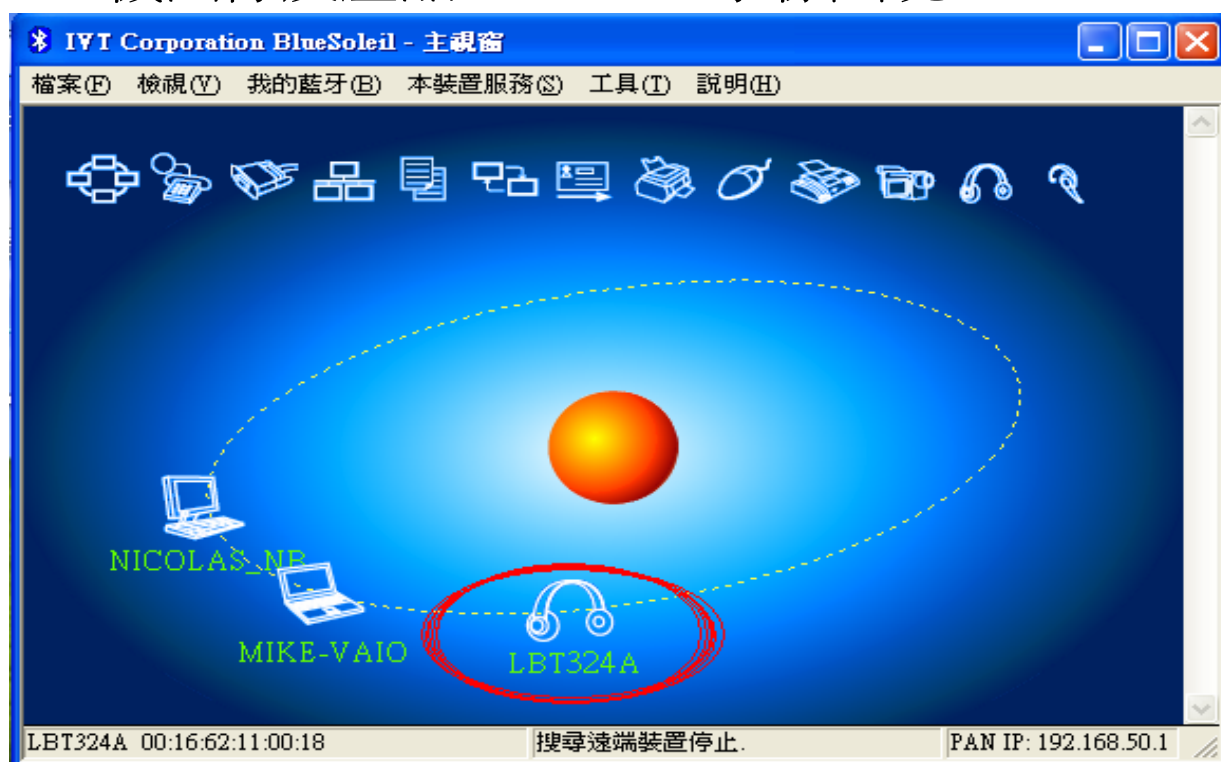 IVT Corporation BlueSoleil - 主視窗
檔案(F) 檢視(V) 我的藍牙(B) 本裝置服務(S) 工具(T) 說明(H)
NICOLAS_NB
MIKE-VAIO
LBT324A
LBT324A 00:16:62:11:00:18 搜尋遠端裝置停止. PAN IP: 192.168.50.1